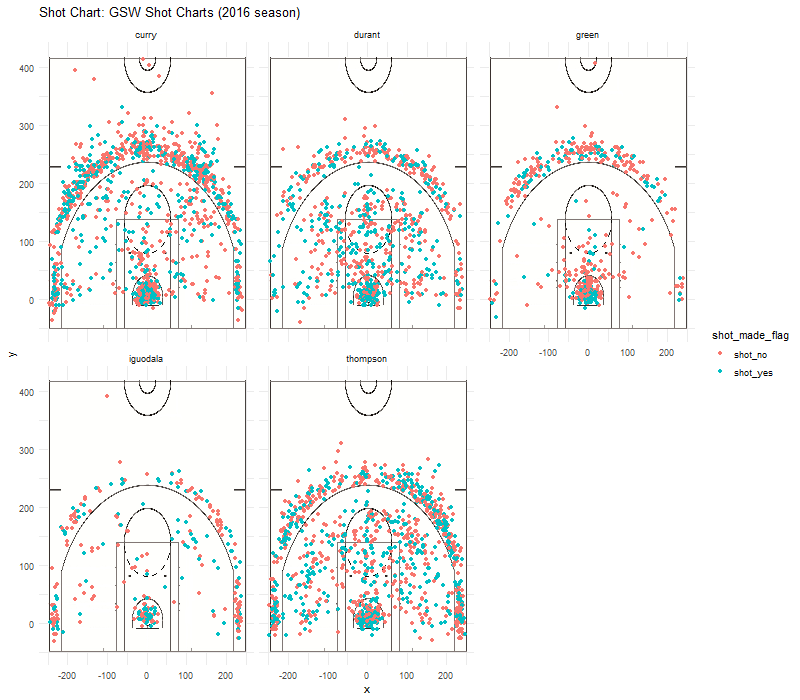 Shot Chart: GSW Shot Charts (2016 season)
curry durant green
400
300
200
100
0
-200 -100 0 100 200
y
shot_made_flag
shot_no
shot_yes
iguodala thompson
400
300
200
100
0
-200 -100 0 100 200 -200 -100 0 100 200
x